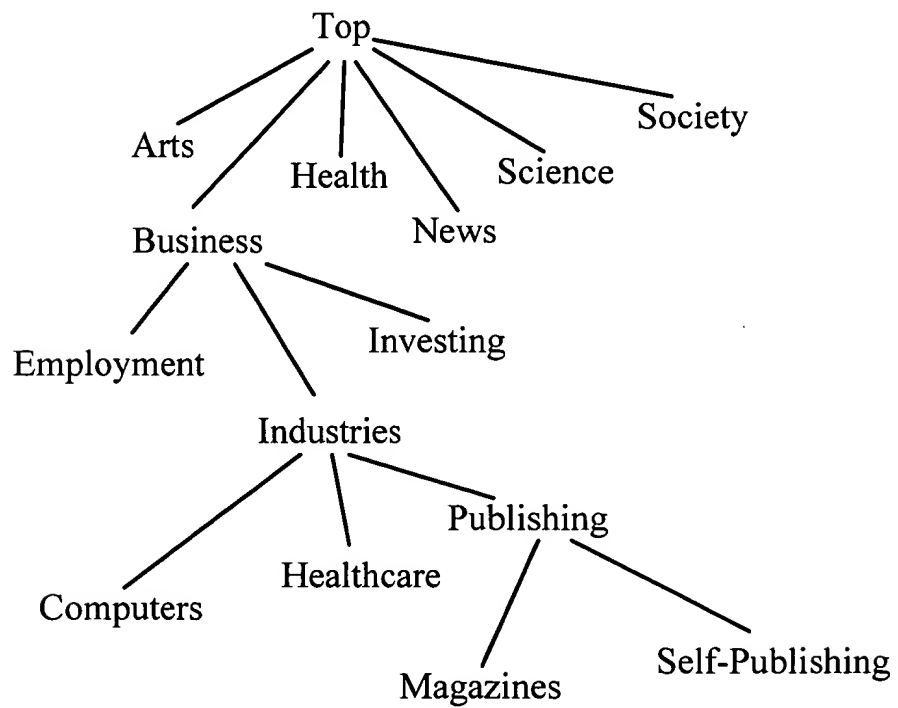 Top
Society
Arts
Science
Health
News
Business
Investing
Employment
Industries
Publishing
Healthcare
Computers
Self-Publishing
Magazines